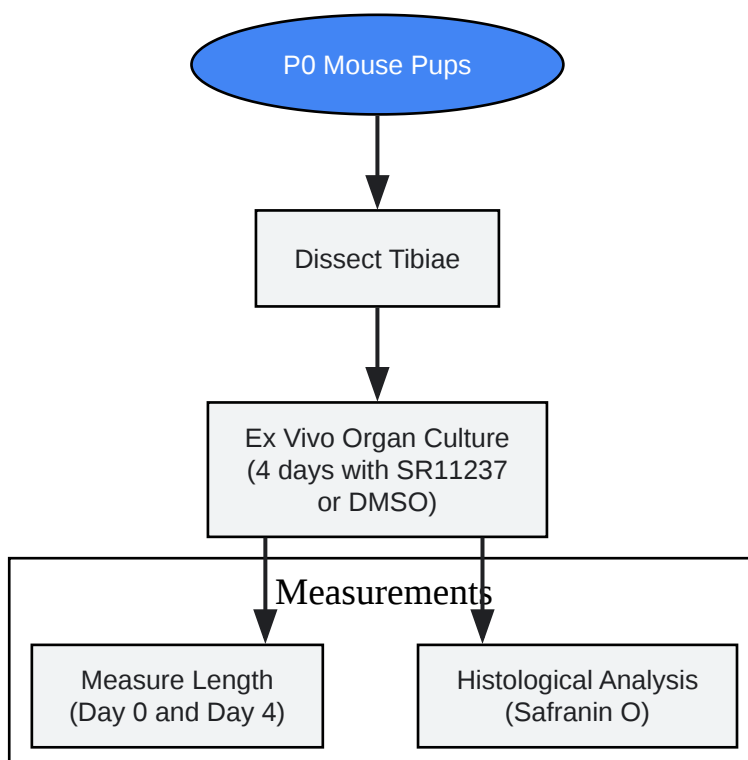 P0 Mouse Pups
Dissect Tibiae
Ex Vivo Organ Culture
(4 days with SR11237
or DMSO)
Measurements
Measure Length
(Day 0 and Day 4)
Histological Analysis
(Safranin O)